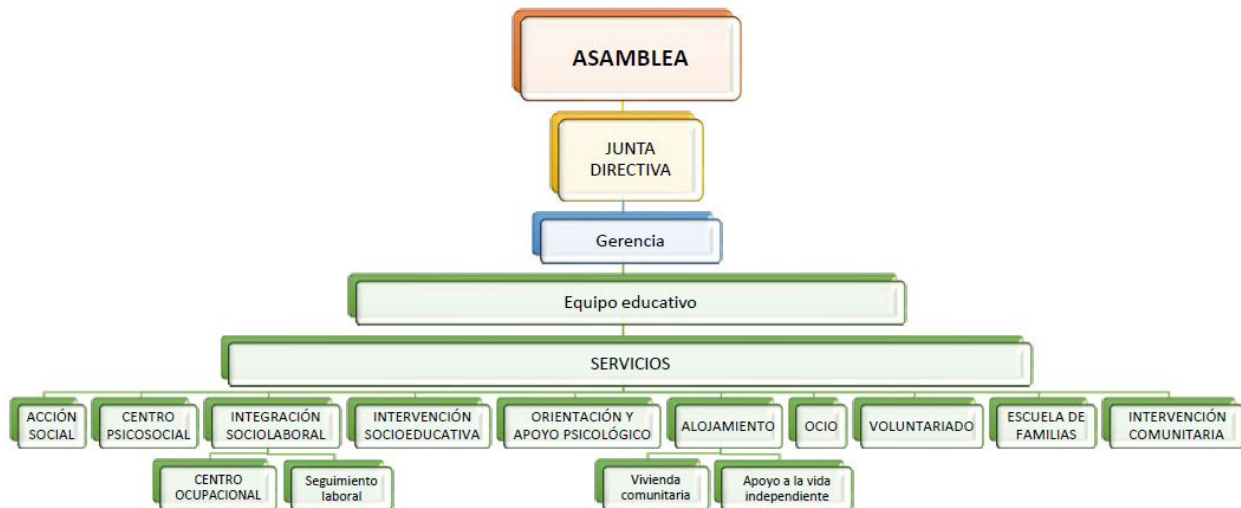 ASAMBLEA
JUNTA
DIRECTIVA
Gerencia
Equipo educativo
SERVICIOS
ACCIÓN
SOCIAL
CENTRO
PSICOSOCIAL
INTEGRACIÓN
SOCIOLABORAL
INTERVENCIÓN
SOCIOEDUCATIVA
ORIENTACIÓN Y
APOYO PSICOLÓGICO
ALOJAMIENTO
OCIO
VOLUNTARIADO
ESCUELA DE
FAMILIAS
INTERVENCIÓN
COMUNITARIA
CENTRO
OCUPACIONAL
Seguimiento
laboral
Vivienda
comunitaria
Apoyo a la vida
independiente